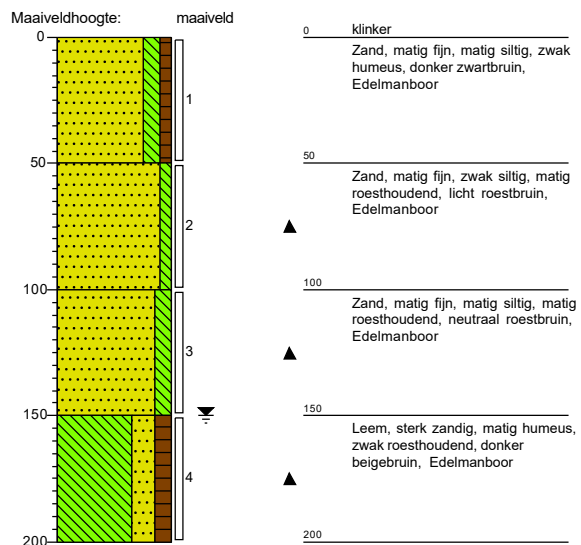 Maaiveldhoogte: maaiveld
0
50
100
150
200
1
2
3
4
0 klinker
Zand, matig fijn, matig siltig, zwak
humeus, donker zwartbruin,
Edelmanboor
50
Zand, matig fijn, zwak siltig, matig
roesthoudend, licht roestbruin,
Edelmanboor
100
Zand, matig fijn, matig siltig, matig
roesthoudend, neutraal roestbruin,
Edelmanboor
150
Leem, sterk zandig, matig humeus,
zwak roesthoudend, donker
beigebruin, Edelmanboor
200